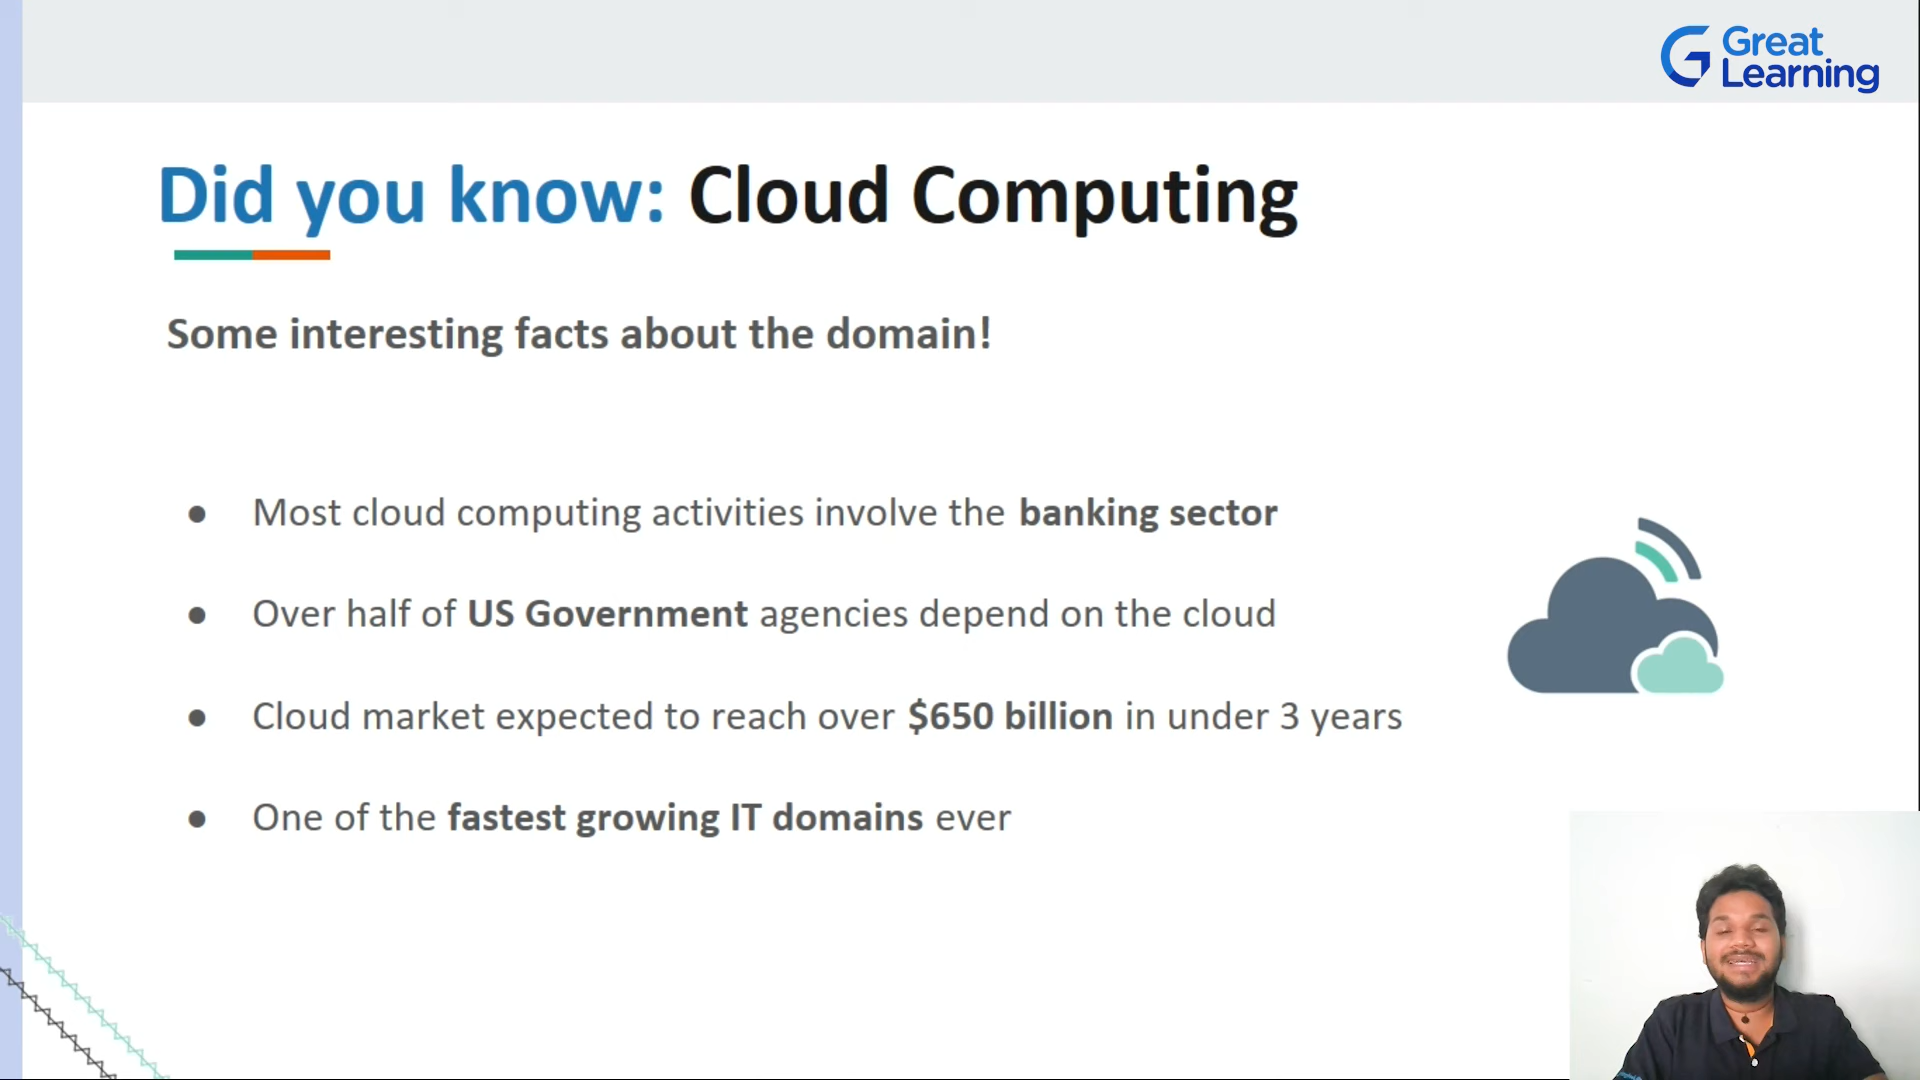 Great
Learning
Did you know: Cloud Computing
Some interesting facts about the domain!
● Most cloud computing activities involve the banking sector
● Over half of US Government agencies depend on the cloud
● Cloud market expected to reach over $650 billion in under 3 years
● One of the fastest growing IT domains ever